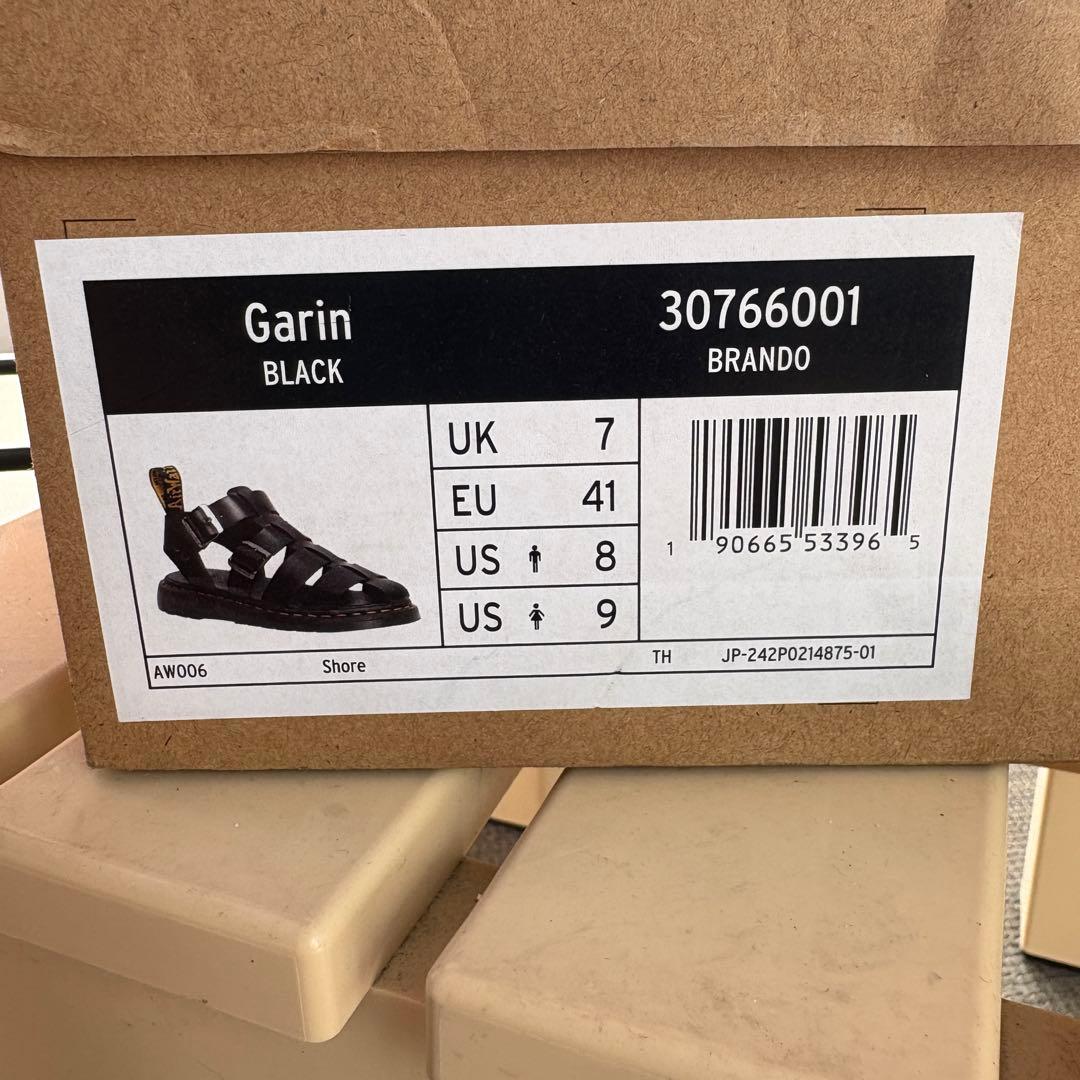 Garin
BLACK
30766001
BRANDO
AirWai
UK 7
EU 41
US 8
US 9
1 90665 53396 5
AW006 Shore TH JP-242P0214875-01